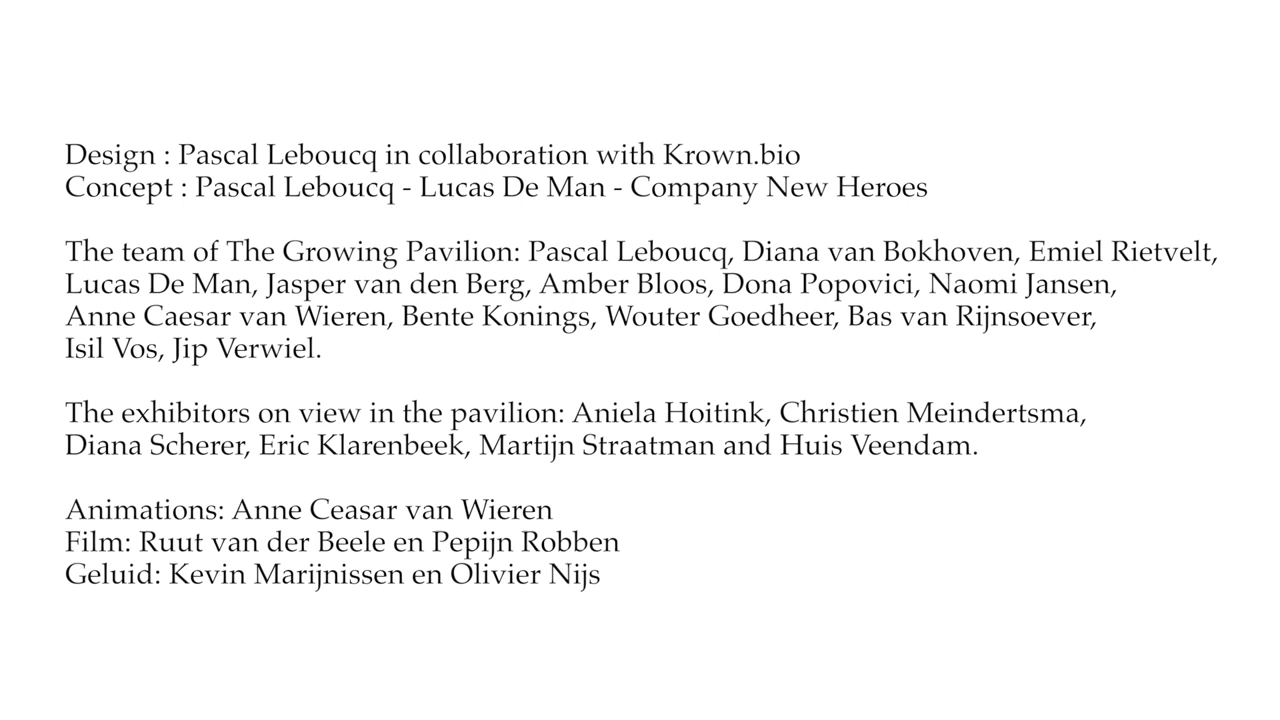 Design : Pascal Leboucq in collaboration with Krown.bio
Concept : Pascal Leboucq - Lucas De Man - Company New Heroes
The team of The Growing Pavilion: Pascal Leboucq, Diana van Bokhoven, Emiel Rietvelt,
Lucas De Man, Jasper van den Berg, Amber Bloos, Dona Popovici, Naomi Jansen,
Anne Caesar van Wieren, Bente Konings, Wouter Goedheer, Bas van Rijnsoever,
Isil Vos, Jip Verwiel.
The exhibitors on view in the pavilion: Aniela Hoitink, Christien Meindertsma,
Diana Scherer, Eric Klarenbeek, Martijn Straatman and Huis Veendam.
Animations: Anne Ceasar van Wieren
Film: Ruut van der Beele en Pepijn Robben
Geluid: Kevin Marijnissen en Olivier Nijs